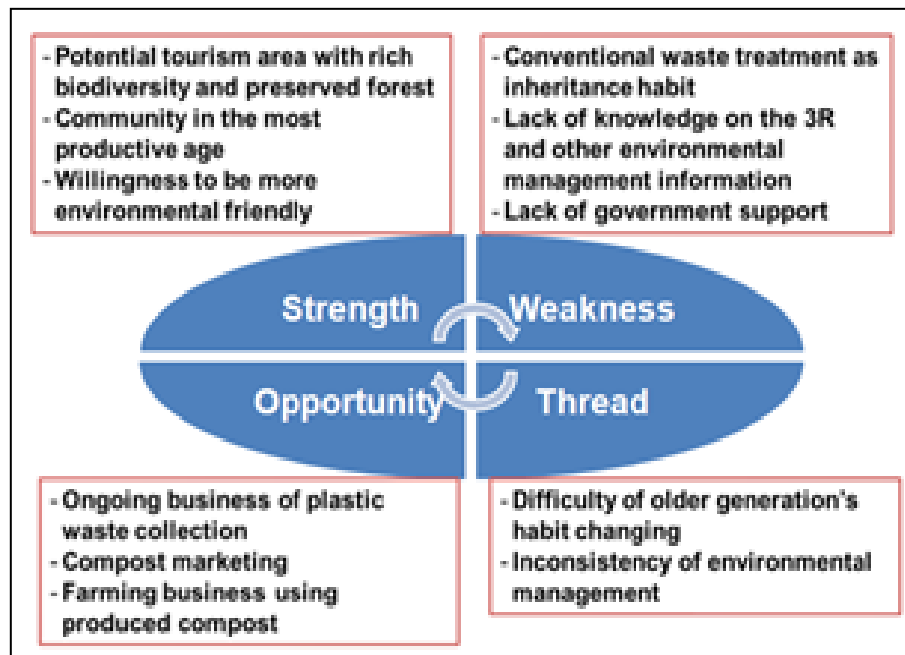 - Potential tourism area with rich
biodiversity and preserved forest
- Community in the most
productive age
- Willingness to be more
environmental friendly
- Conventional waste treatment as
inheritance habit
- Lack of knowledge on the 3R
and other environmental
management information
- Lack of government support
Strength
Weakness
Opportunity
Thread
- Ongoing business of plastic
waste collection
- Compost marketing
- Farming business using
produced compost
- Difficulty of older generation's
habit changing
- Inconsistency of environmental
management